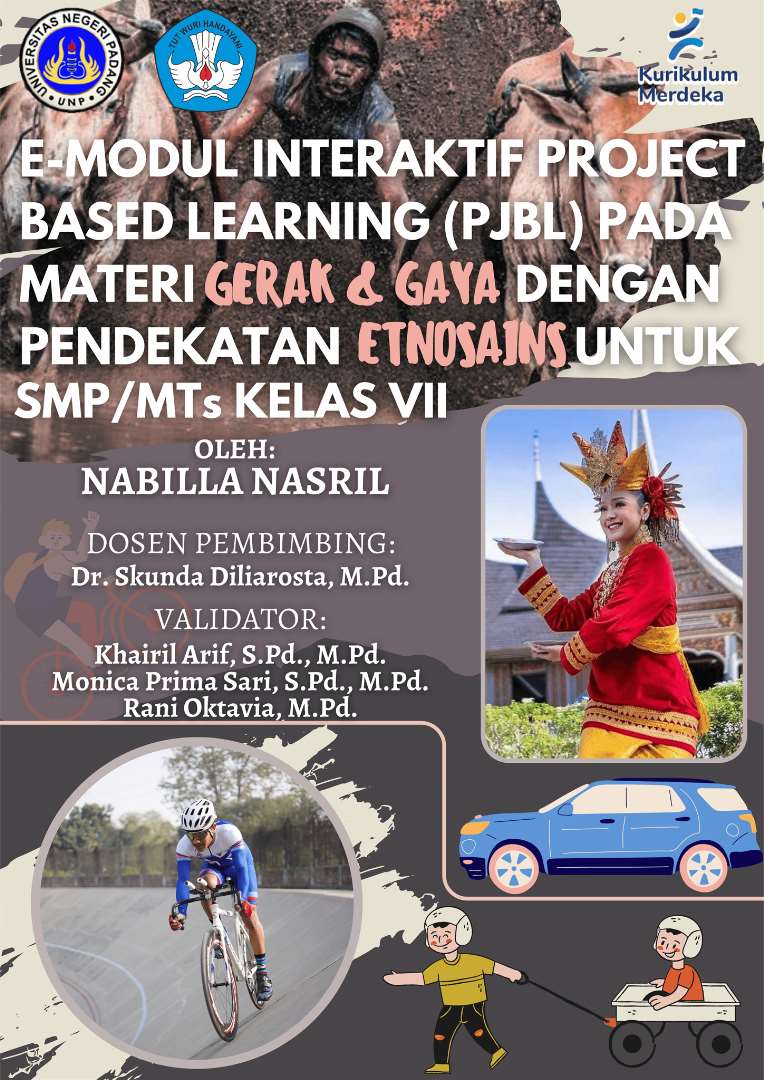 UNIVERSITAS NEGERI PADANG
UNP
TUT WURI HANDAYANI
Kurikulum
Merdeka
E-MODUL INTERAKTIF PROJECT
BASED LEARNING (PJBL) PADA
MATERI GERAK & GAYA DENGAN
PENDEKATAN ETNOSAINS UNTUK
SMP/MTs KELAS VII
OLEH:
NABILLA NASRIL
DOSEN PEMBIMBING:
Dr. Skunda Diliarosta, M.Pd.
VALIDATOR:
Khairil Arif, S.Pd., M.Pd.
Monica Prima Sari, S.Pd., M.Pd.
Rani Oktavia, M.Pd.